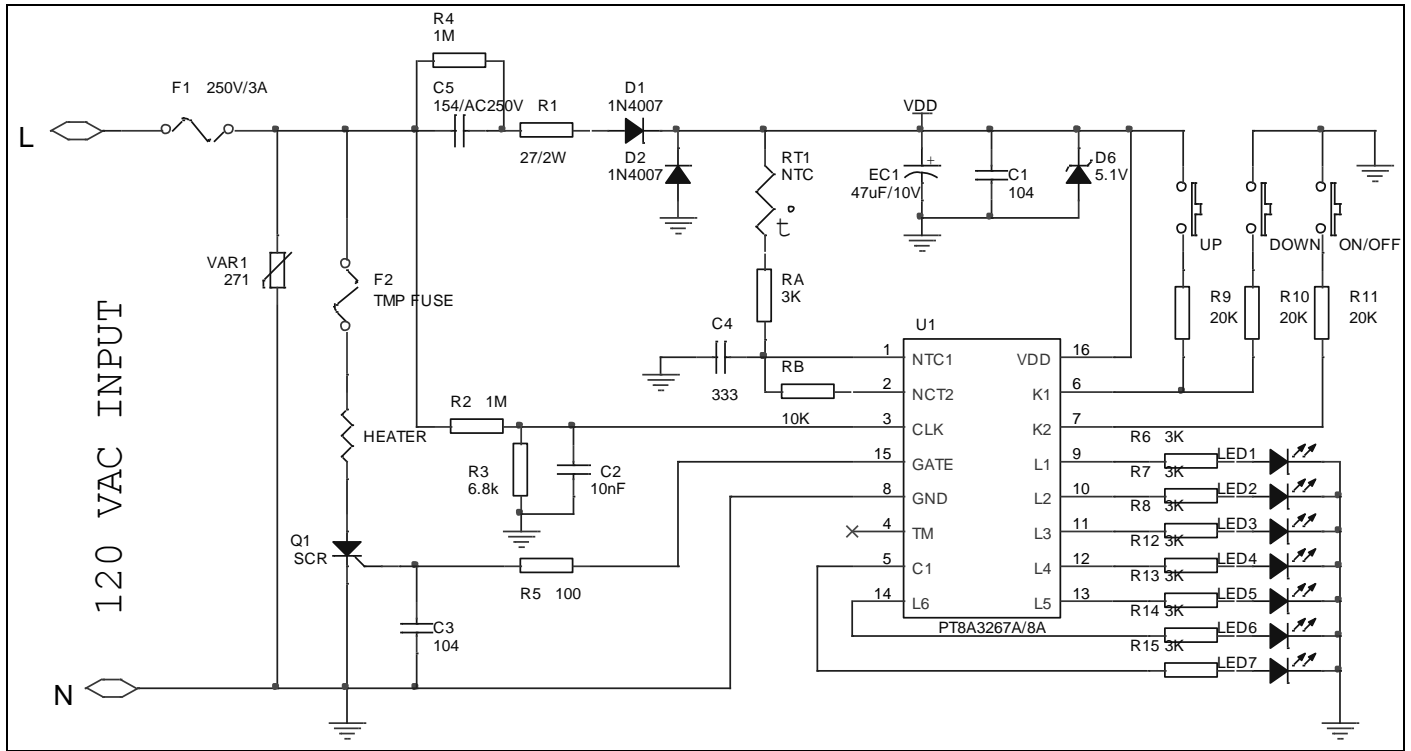 R4
1M
F1 250V/3A
C5
154/AC250V
R1
27/2W
D1
1N4007
D2
1N4007
L
VDD
RT1
NTC
t°
EC1
+
47uF/10V
C1
104
D6
5.1V
UP
DOWN
ON/OFF
VAR1
271
F2
TMP FUSE
RA
3K
R9
20K
R10
20K
R11
20K
120 VAC INPUT
C4
333
RB
10K
U1
1 NTC1
2 NCT2
3 CLK
15 GATE
8 GND
4 TM
5 C1
14 L6
VDD 16
K1 6
K2 7
L1 9
L2 10
L3 11
L4 12
L5 13
PT8A3267A/8A
R2 1M
HEATER
R3
6.8k
C2
10nF
R6 3K
LED1
R7 3K
LED2
R8 3K
LED3
R12 3K
LED4
R13 3K
LED5
R14 3K
LED6
R15 3K
LED7
Q1
SCR
R5 100
C3
104
N